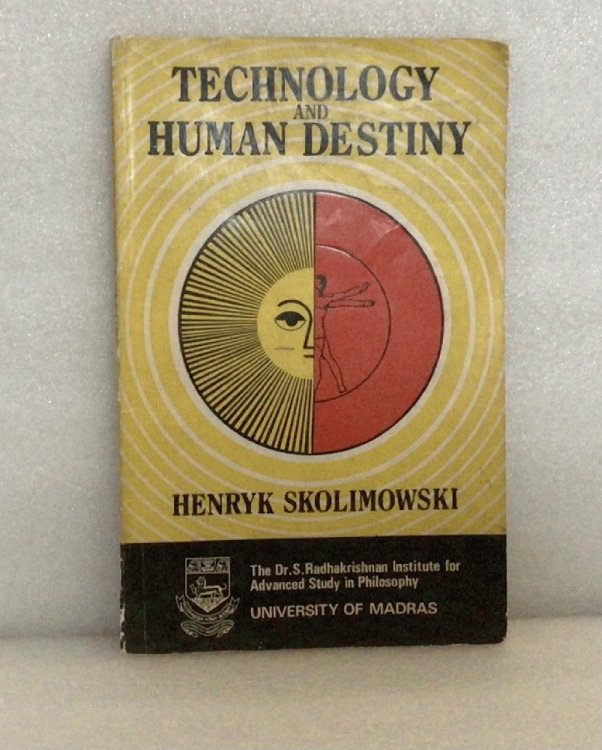 TECHNOLOGY
AND
HUMAN DESTINY
HENRYK SKOLIMOWSKI
The Dr.S.Radhakrishnan Institute for
Advanced Study in Philosophy
UNIVERSITY OF MADRAS